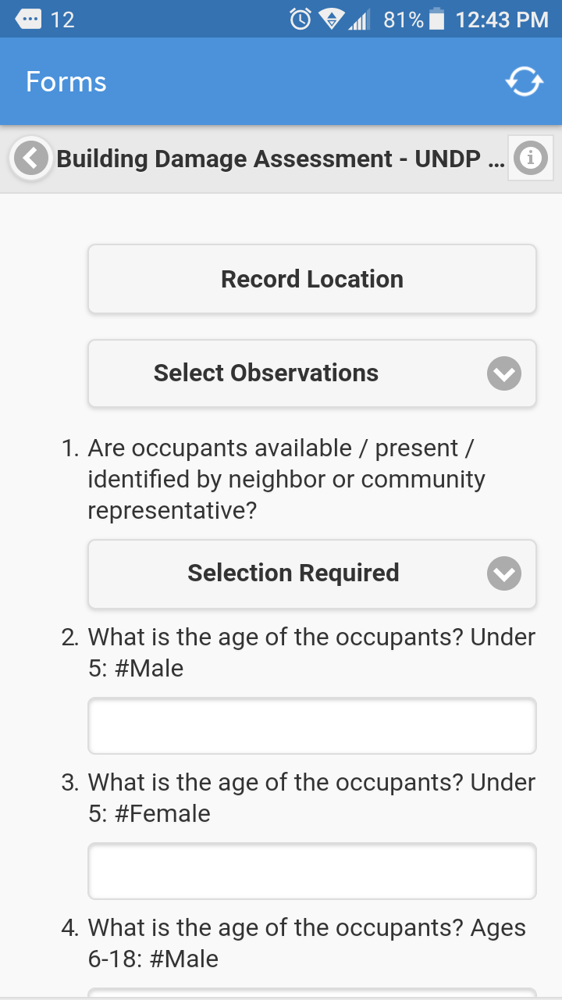 12 81% 12:43 PM
Forms
Building Damage Assessment - UNDP ...
Record Location
Select Observations
1. Are occupants available / present /
identified by neighbor or community
representative?
Selection Required
2. What is the age of the occupants? Under
5: #Male
3. What is the age of the occupants? Under
5: #Female
4. What is the age of the occupants? Ages
6-18: #Male